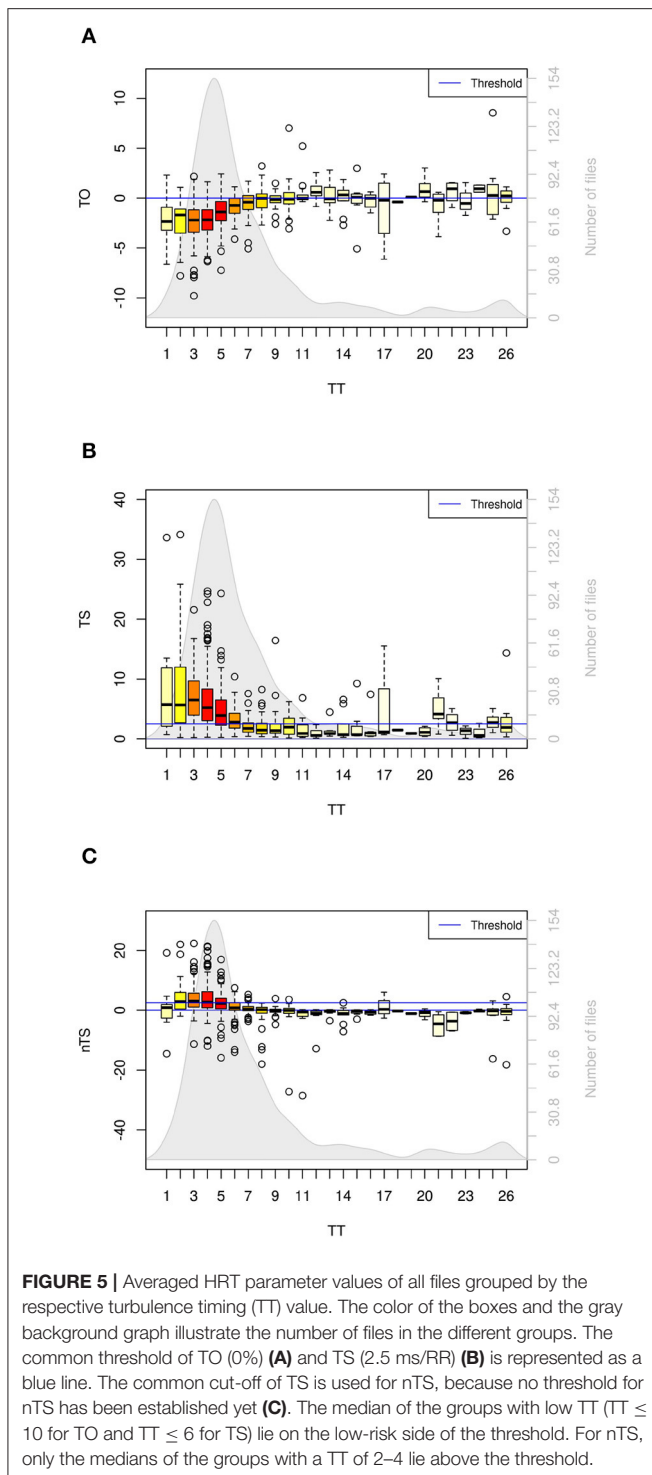 A
Threshold
10
5
0
-5
-10
TO
154
123.2
92.4
61.6
30.8
0
Number of files
1 3 5 7 9 11 14 17 20 23 26
TT
B
Threshold
40
30
20
10
0
TS
154
123.2
92.4
61.6
30.8
0
Number of files
1 3 5 7 9 11 14 17 20 23 26
TT
C
Threshold
20
0
-20
-40
nTS
154
123.2
92.4
61.6
30.8
0
Number of files
1 3 5 7 9 11 14 17 20 23 26
TT
FIGURE 5 | Averaged HRT parameter values of all files grouped by the
respective turbulence timing (TT) value. The color of the boxes and the gray
background graph illustrate the number of files in the different groups. The
common threshold of TO (0%) (A) and TS (2.5 ms/RR) (B) is represented as a
blue line. The common cut-off of TS is used for nTS, because no threshold for
nTS has been established yet (C). The median of the groups with low TT (TT ≤
10 for TO and TT ≤ 6 for TS) lie on the low-risk side of the threshold. For nTS,
only the medians of the groups with a TT of 2–4 lie above the threshold.